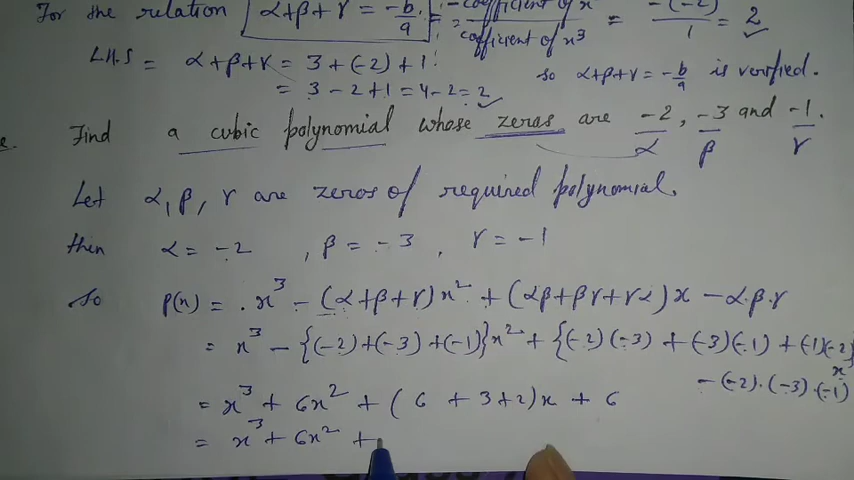 For the relation α+β+γ = -b/a = -coefficient of x / coefficient of x³ = -(-2)/1 = 2
L.H.S = α+β+γ = 3 + (-2) + 1
= 3 - 2 + 1 = 4 - 2 = 2 so α+β+γ = -b/a is verified.
e. Find a cubic polynomial whose zeros are -2, -3 and -1.
α β γ
Let α, β, γ are zeros of required polynomial.
then α = -2 , β = -3 , γ = -1
So p(x) = x³ - (α+β+γ)x² + (αβ+βγ+γα)x - α.β.γ
= x³ - {(-2)+(-3)+(-1)}x² + {(-2)(-3) + (-3)(-1) + (-1)(-2)
x
- (-2).(-3).(-1)
= x³ + 6x² + (6 + 3+2)x + 6
= x³ + 6x² +